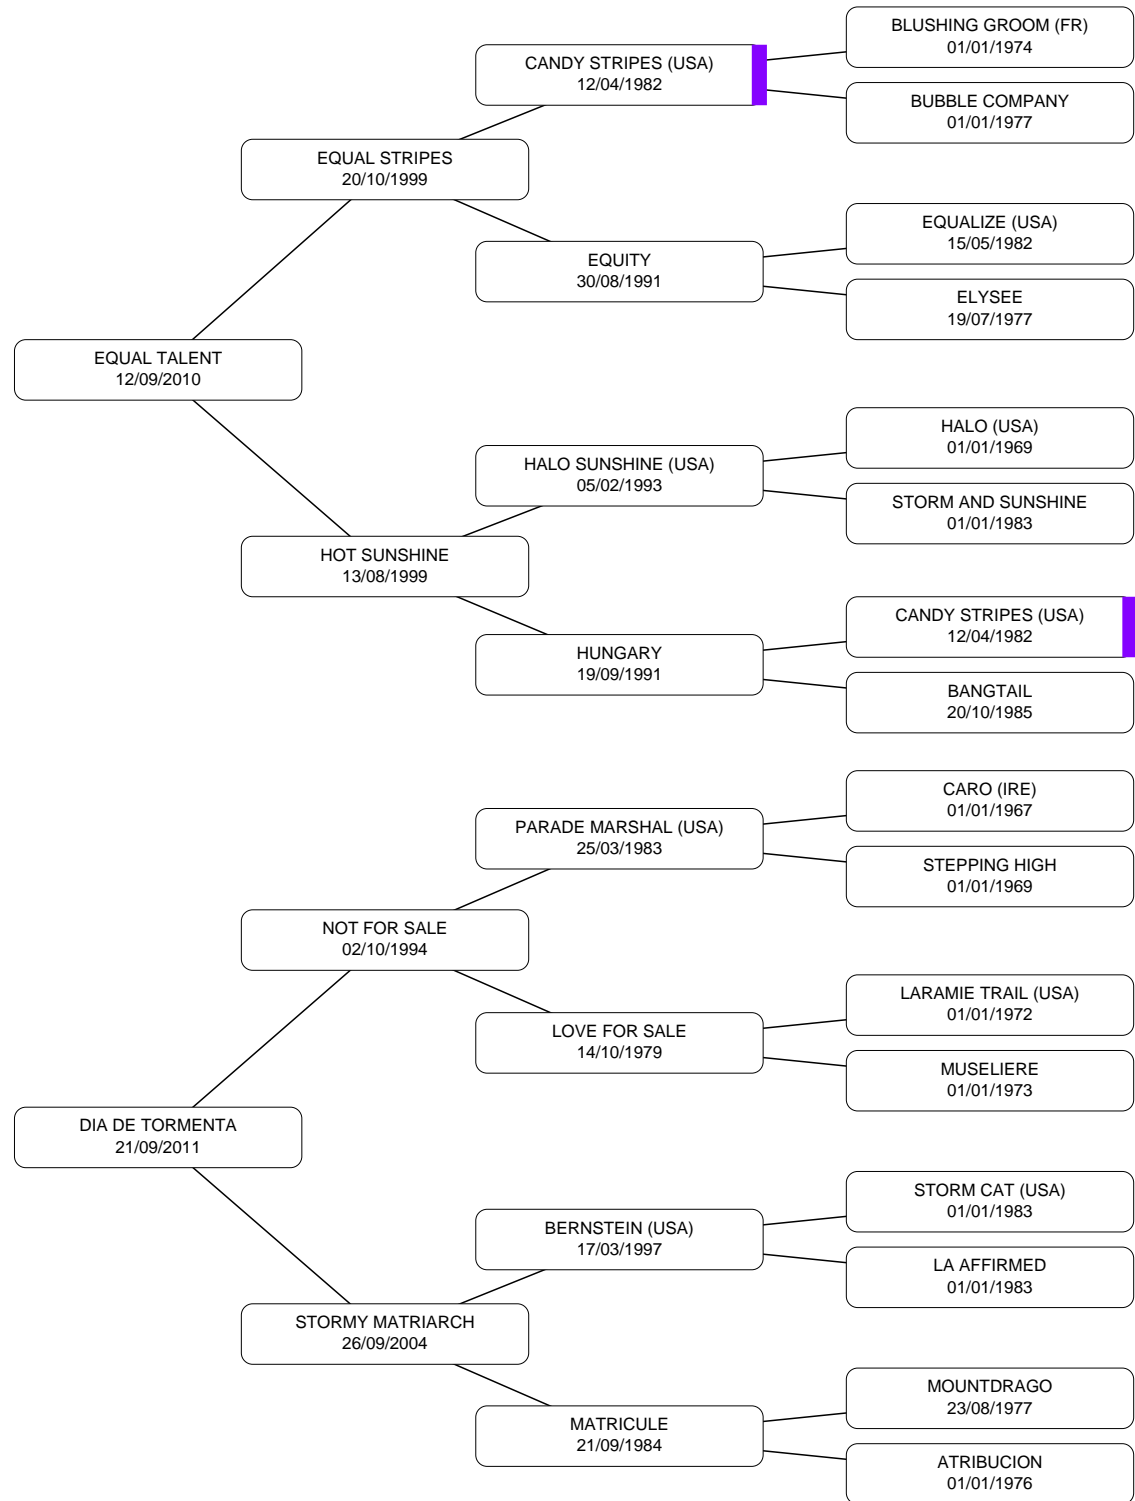 BLUSHING GROOM (FR)
01/01/1974
CANDY STRIPES (USA)
12/04/1982
BUBBLE COMPANY
01/01/1977
EQUAL STRIPES
20/10/1999
EQUALIZE (USA)
15/05/1982
EQUITY
30/08/1991
ELYSEE
19/07/1977
EQUAL TALENT
12/09/2010
HALO (USA)
01/01/1969
HALO SUNSHINE (USA)
05/02/1993
STORM AND SUNSHINE
01/01/1983
HOT SUNSHINE
13/08/1999
CANDY STRIPES (USA)
12/04/1982
HUNGARY
19/09/1991
BANGTAIL
20/10/1985
CARO (IRE)
01/01/1967
PARADE MARSHAL (USA)
25/03/1983
STEPPING HIGH
01/01/1969
NOT FOR SALE
02/10/1994
LARAMIE TRAIL (USA)
01/01/1972
LOVE FOR SALE
14/10/1979
MUSELIERE
01/01/1973
DIA DE TORMENTA
21/09/2011
STORM CAT (USA)
01/01/1983
BERNSTEIN (USA)
17/03/1997
LA AFFIRMED
01/01/1983
STORMY MATRIARCH
26/09/2004
MOUNTDRAGO
23/08/1977
MATRICULE
21/09/1984
ATRIBUCION
01/01/1976